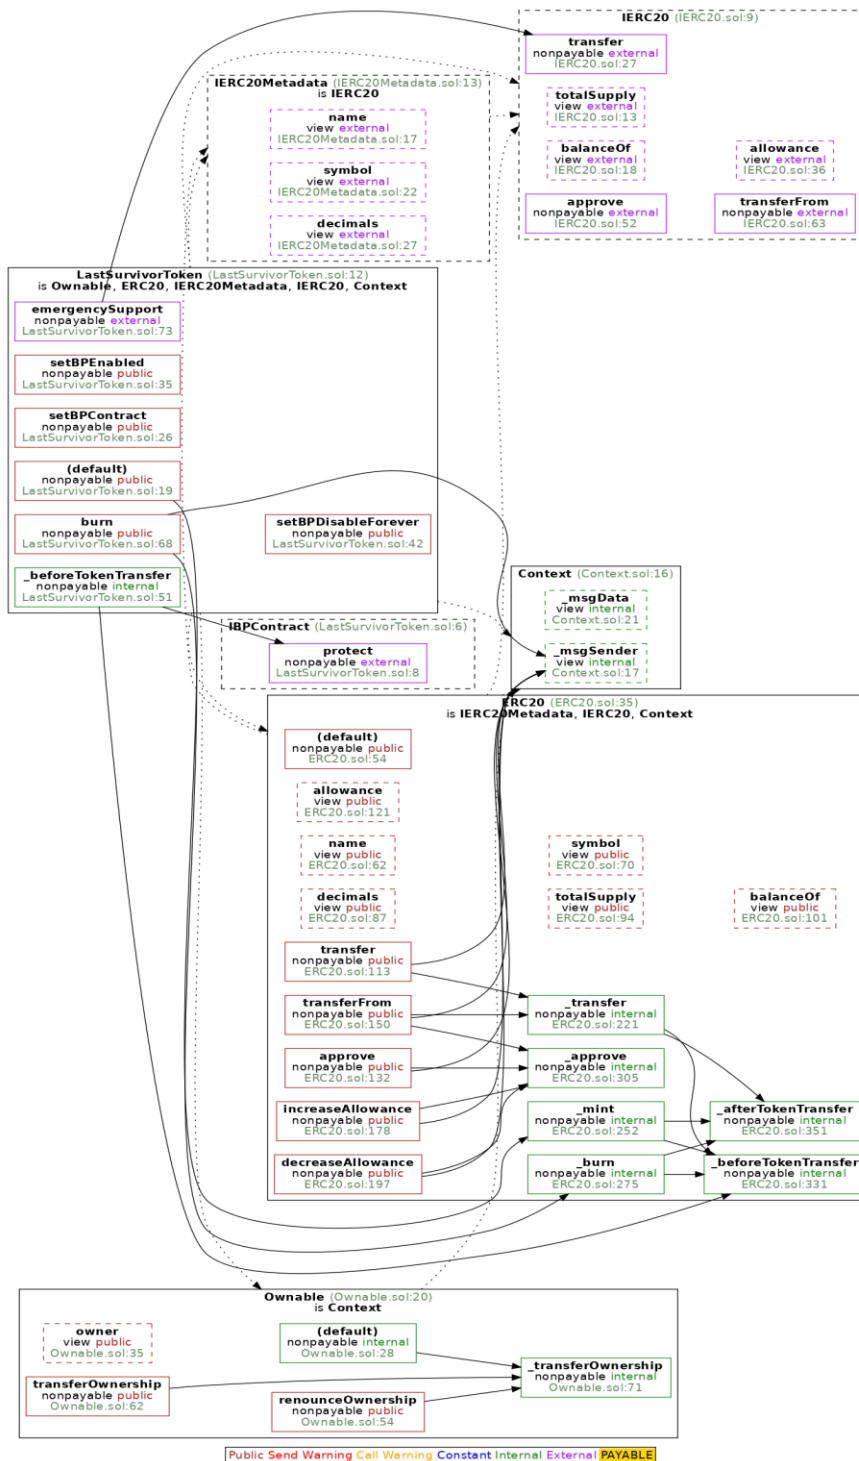 IERC20 (IERC20.sol:9)
transfer
nonpayable external
IERC20.sol:27
totalSupply
view external
IERC20.sol:13
balanceOf
view external
IERC20.sol:18
allowance
view external
IERC20.sol:36
approve
nonpayable external
IERC20.sol:52
transferFrom
nonpayable external
IERC20.sol:63
IERC20Metadata (IERC20Metadata.sol:13)
is IERC20
name
view external
IERC20Metadata.sol:17
symbol
view external
IERC20Metadata.sol:22
decimals
view external
IERC20Metadata.sol:27
LastSurvivorToken (LastSurvivorToken.sol:12)
is Ownable, ERC20, IERC20Metadata, IERC20, Context
emergencySupport
nonpayable external
LastSurvivorToken.sol:73
setBPEnabled
nonpayable public
LastSurvivorToken.sol:35
setBPContract
nonpayable public
LastSurvivorToken.sol:26
(default)
nonpayable public
LastSurvivorToken.sol:19
burn
nonpayable public
LastSurvivorToken.sol:68
setBPDisableForever
nonpayable public
LastSurvivorToken.sol:42
_beforeTokenTransfer
nonpayable internal
LastSurvivorToken.sol:51
Context (Context.sol:16)
_msgData
view internal
Context.sol:21
_msgSender
view internal
Context.sol:17
IBPContract (LastSurvivorToken.sol:6)
protect
nonpayable external
LastSurvivorToken.sol:8
ERC20 (ERC20.sol:35)
is IERC20Metadata, IERC20, Context
(default)
nonpayable public
ERC20.sol:54
allowance
view public
ERC20.sol:121
name
view public
ERC20.sol:62
symbol
view public
ERC20.sol:70
decimals
view public
ERC20.sol:87
totalSupply
view public
ERC20.sol:94
balanceOf
view public
ERC20.sol:101
transfer
nonpayable public
ERC20.sol:113
transferFrom
nonpayable public
ERC20.sol:150
_transfer
nonpayable internal
ERC20.sol:221
approve
nonpayable public
ERC20.sol:132
_approve
nonpayable internal
ERC20.sol:305
increaseAllowance
nonpayable public
ERC20.sol:178
_mint
nonpayable internal
ERC20.sol:252
_afterTokenTransfer
nonpayable internal
ERC20.sol:351
decreaseAllowance
nonpayable public
ERC20.sol:197
_burn
nonpayable internal
ERC20.sol:275
_beforeTokenTransfer
nonpayable internal
ERC20.sol:331
Ownable (Ownable.sol:20)
is Context
owner
view public
Ownable.sol:35
(default)
nonpayable internal
Ownable.sol:28
_transferOwnership
nonpayable internal
Ownable.sol:71
transferOwnership
nonpayable public
Ownable.sol:62
renounceOwnership
nonpayable public
Ownable.sol:54
Public Send Warning Call Warning Constant Internal External PAYABLE